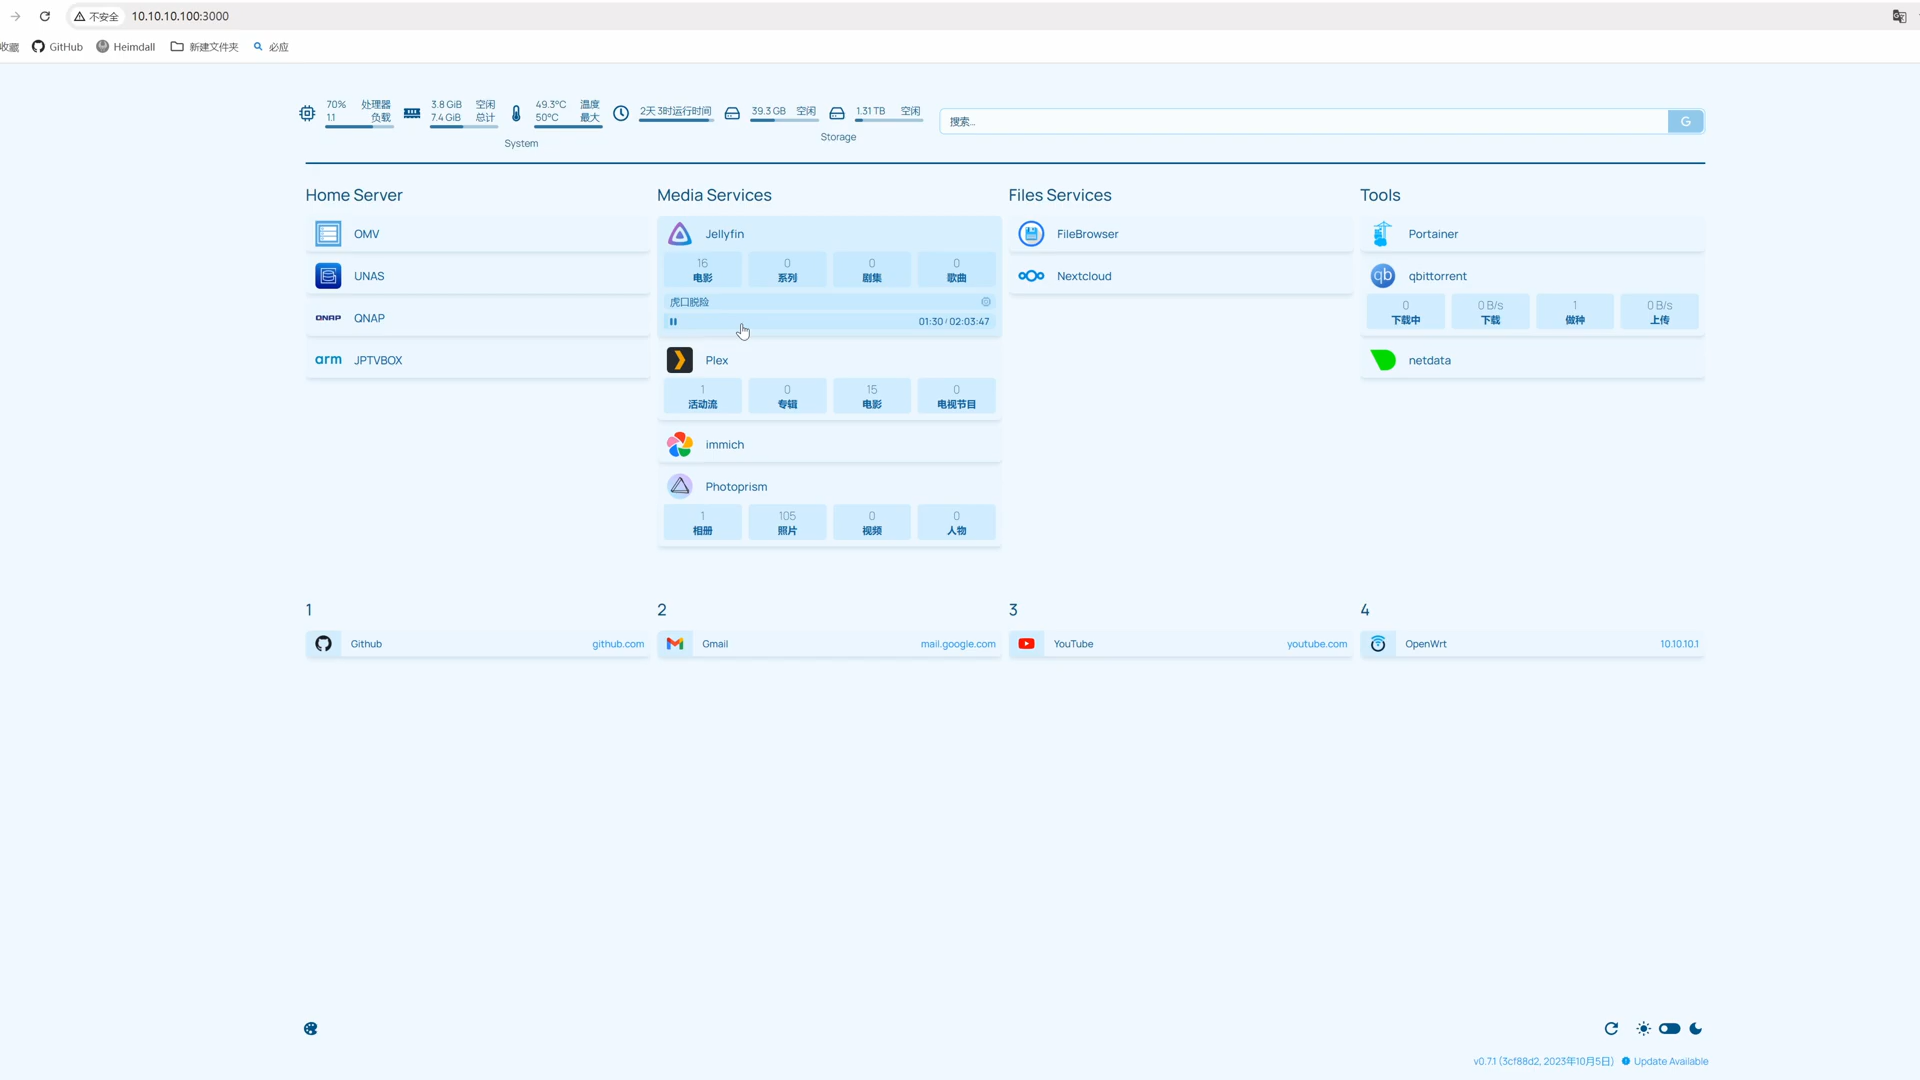 不安全 10.10.10.100:3000
收藏 GitHub Heimdall 新建文件夹 必应
70% 处理器
1.1 负载
3.8 GiB 空闲
7.4 GiB 总计
49.3°C 温度
50°C 最大
2天 3时运行时间
39.3 GB 空闲
1.31 TB 空闲
System
Storage
搜索…
G
Home Server
OMV
UNAS
QNAP QNAP
arm JPTVBOX
Media Services
Jellyfin
16 0 0 0
电影 系列 剧集 歌曲
虎口脱险
01:30 / 02:03:47
Plex
1 0 15 0
活动流 专辑 电影 电视节目
immich
Photoprism
1 105 0 0
相册 照片 视频 人物
Files Services
FileBrowser
Nextcloud
Tools
Portainer
qb qbittorrent
0 0 B/s 1 0 B/s
下载中 下载 做种 上传
netdata
1
Github github.com
2
Gmail mail.google.com
3
YouTube youtube.com
4
OpenWrt 10.10.10.1
v0.7.1 (3cf88d2, 2023年10月5日) Update Available